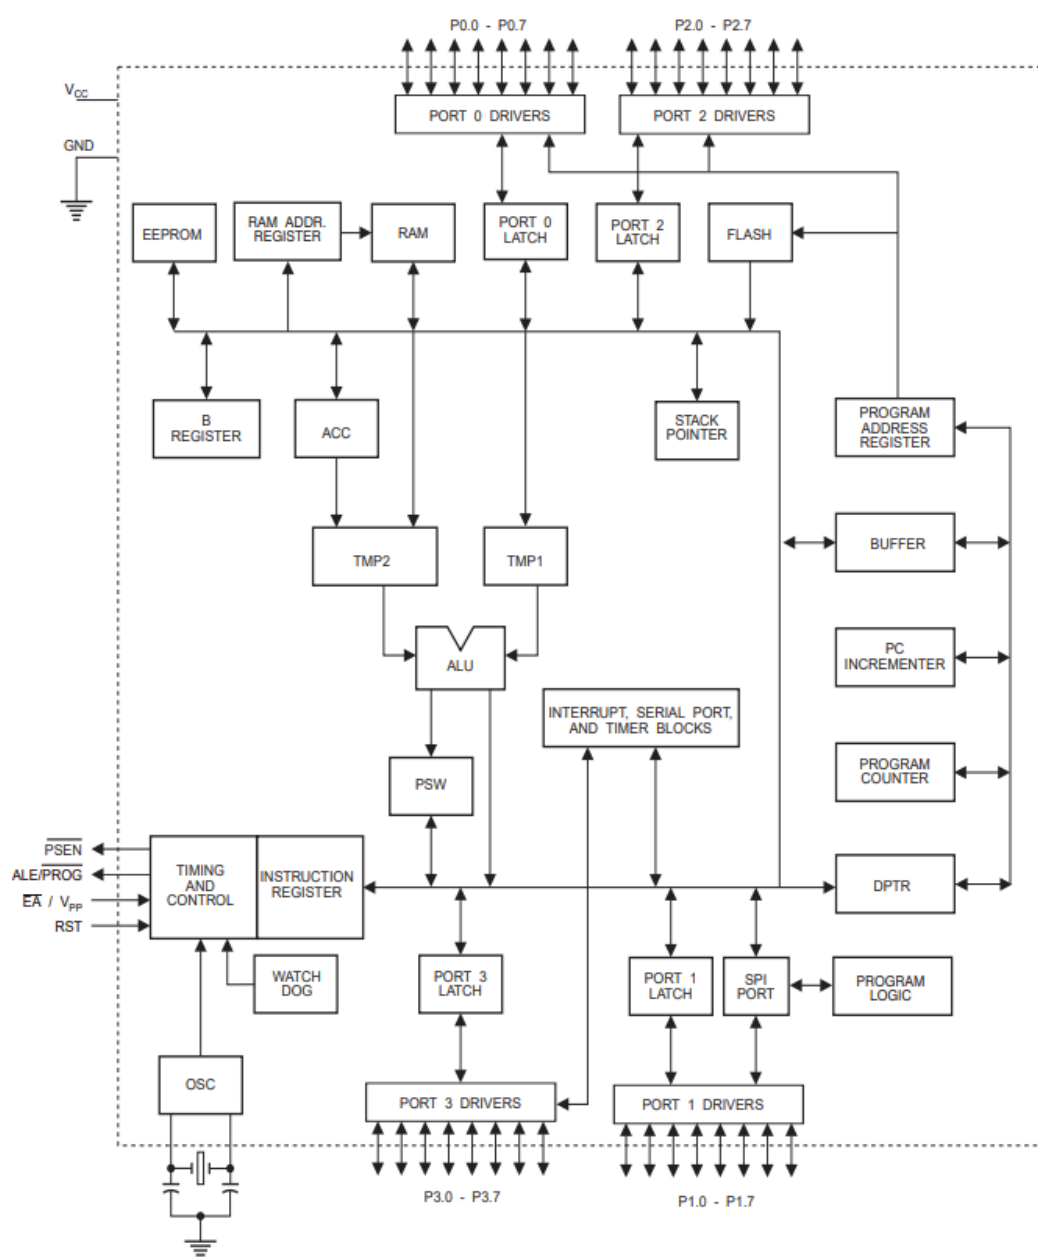 P0.0 - P0.7
P2.0 - P2.7
VCC
PORT 0 DRIVERS
PORT 2 DRIVERS
GND
EEPROM
RAM ADDR.
REGISTER
RAM
PORT 0
LATCH
PORT 2
LATCH
FLASH
B
REGISTER
ACC
STACK
POINTER
PROGRAM
ADDRESS
REGISTER
TMP2
TMP1
BUFFER
ALU
PC
INCREMENTER
INTERRUPT, SERIAL PORT,
AND TIMER BLOCKS
PSW
PROGRAM
COUNTER
PSEN
ALE/PROG
EA / VPP
RST
TIMING
AND
CONTROL
INSTRUCTION
REGISTER
DPTR
WATCH
DOG
PORT 3
LATCH
PORT 1
LATCH
SPI
PORT
PROGRAM
LOGIC
OSC
PORT 3 DRIVERS
PORT 1 DRIVERS
P3.0 - P3.7
P1.0 - P1.7